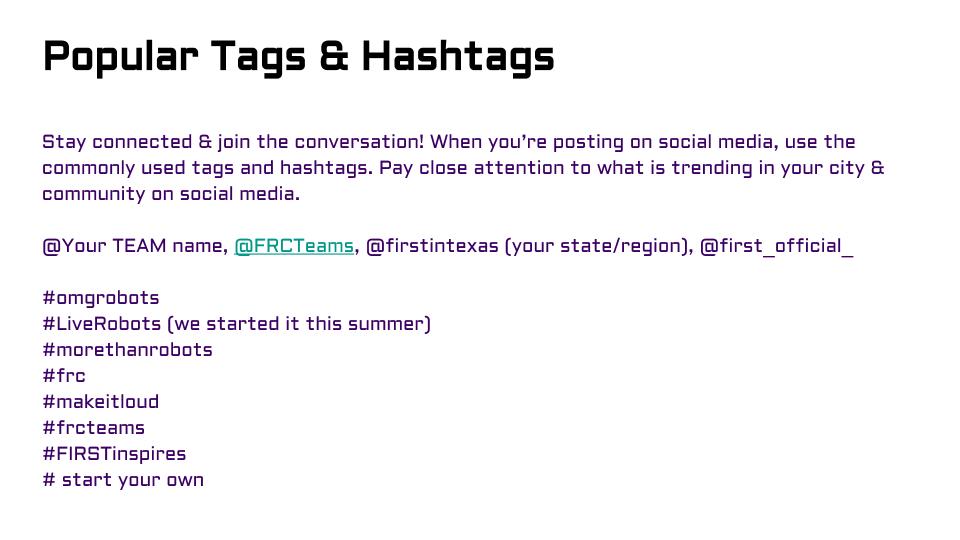 Popular Tags & Hashtags
Stay connected & join the conversation! When you’re posting on social media, use the
commonly used tags and hashtags. Pay close attention to what is trending in your city &
community on social media.
@Your TEAM name, @FRCTeams, @firstintexas (your state/region), @first_official_
#omgrobots
#LiveRobots (we started it this summer)
#morethanrobots
#frc
#makeitloud
#frcteams
#FIRSTinspires
# start your own